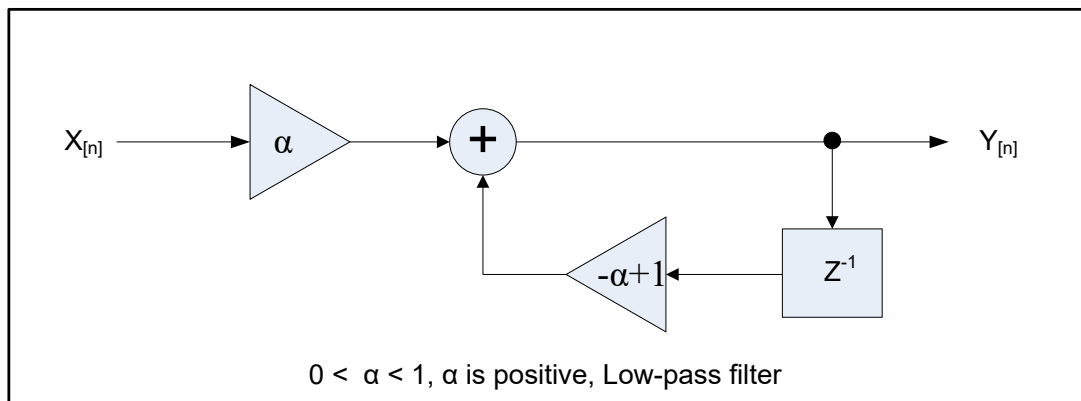 X[n]
α
+
Y[n]
-α+1
Z-1
0 < α < 1, α is positive, Low-pass filter